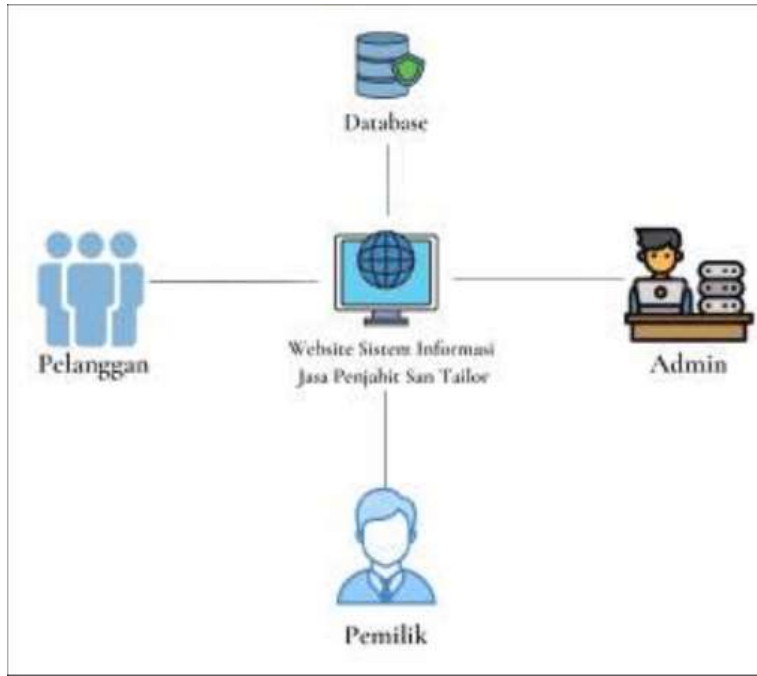 Database
Pelanggan
Website Sistem Informasi
Jasa Penjahit San Tailor
Admin
Pemilik